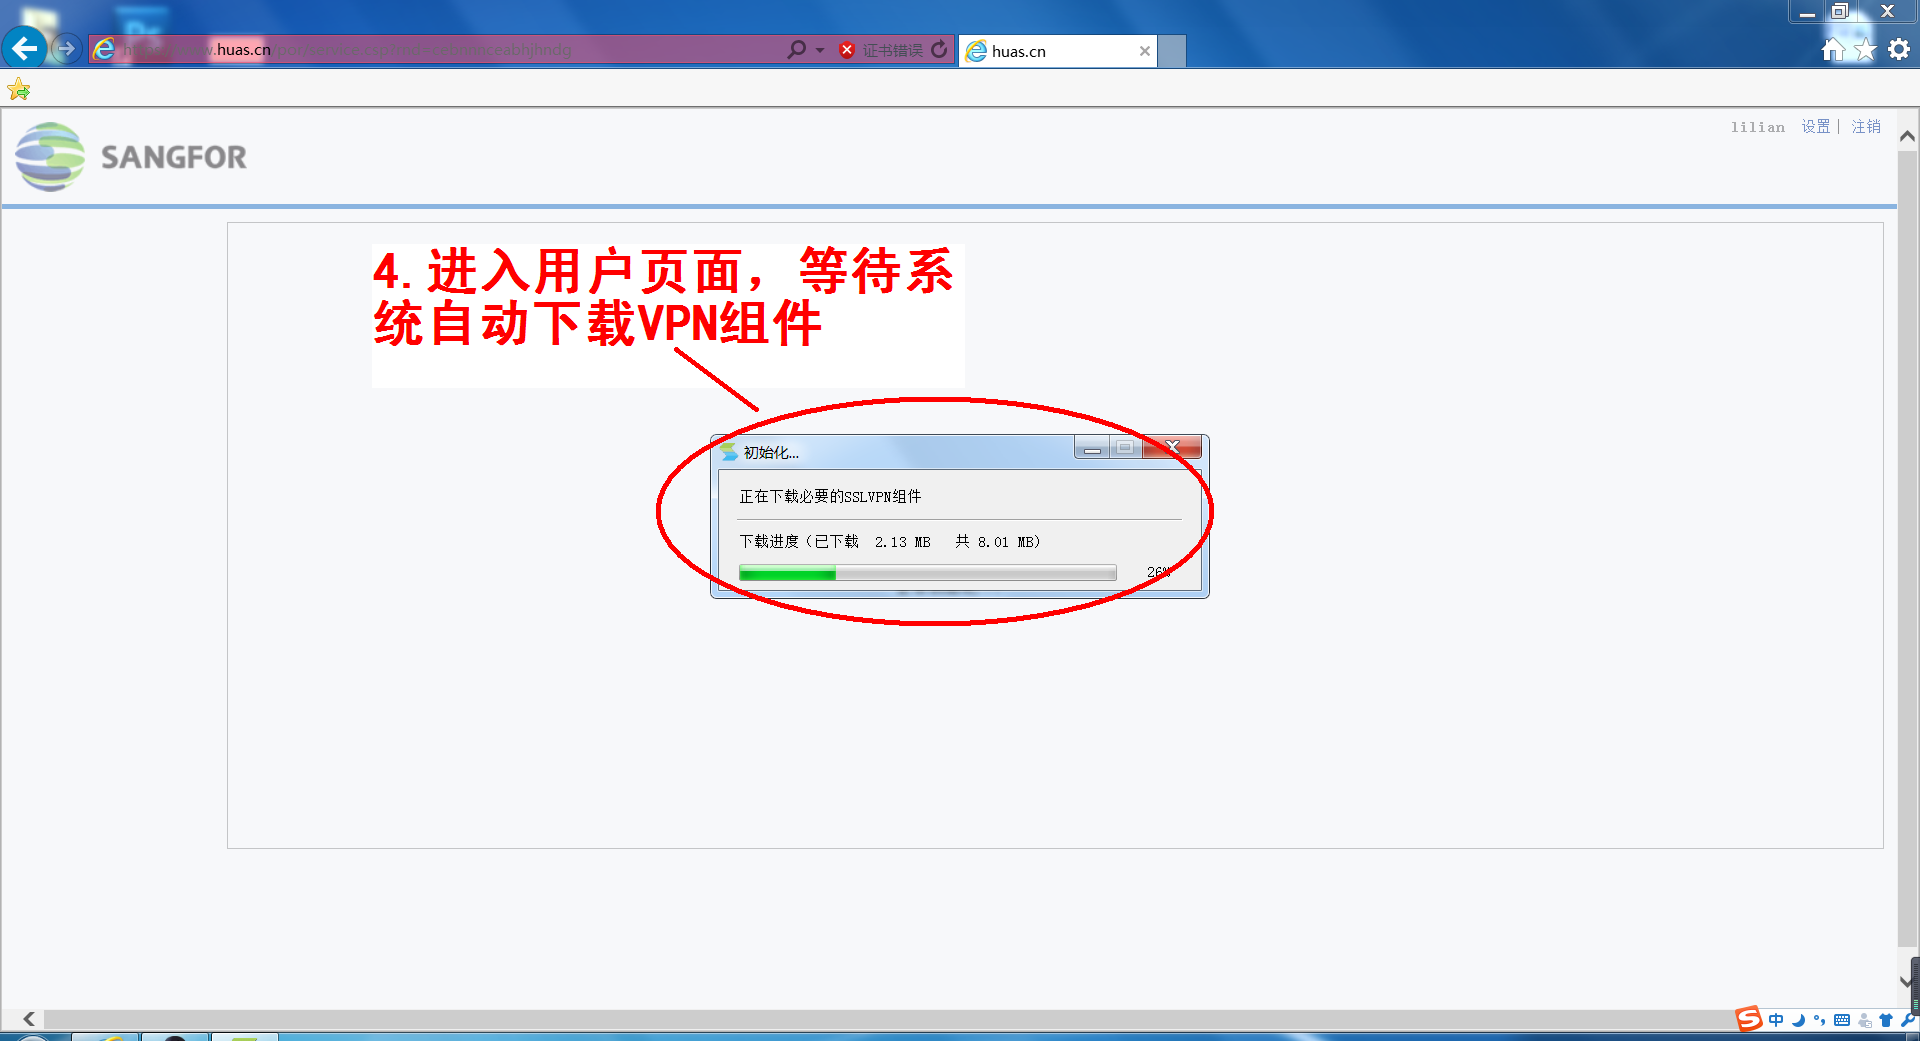 huas.cn
证书错误
huas.cn
SANGFOR
lilian 设置 | 注销
4.进入用户页面，等待系
统自动下载VPN组件
初始化...
正在下载必要的SSLVPN组件
下载进度（已下载 2.13 MB 共 8.01 MB）
26%
中